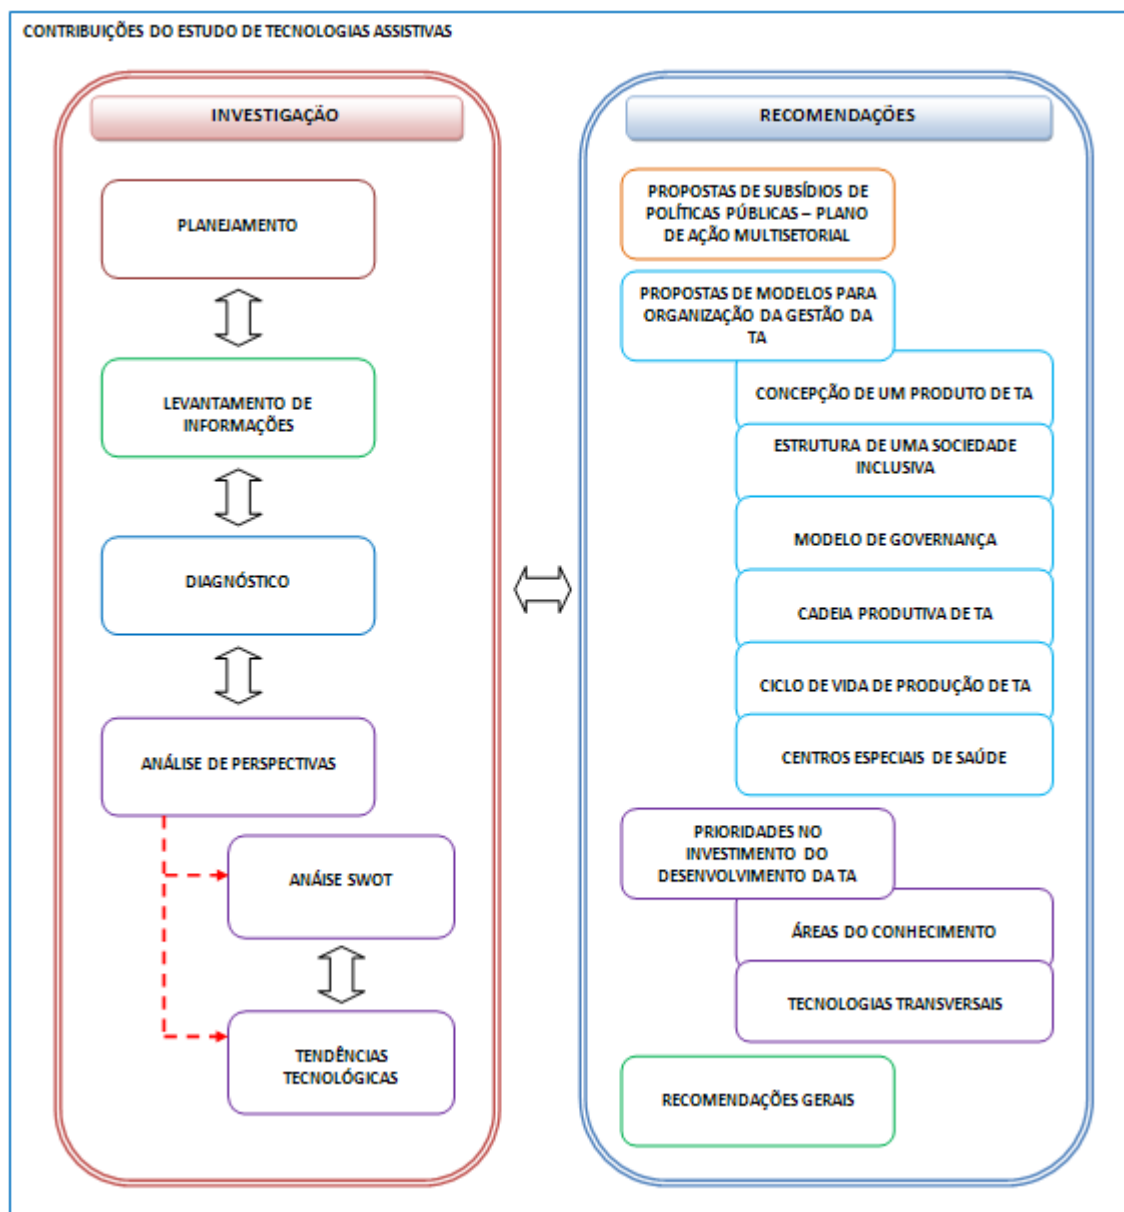 CONTRIBUIÇÕES DO ESTUDO DE TECNOLOGIAS ASSISTIVAS
INVESTIGAÇÃO
PLANEJAMENTO
LEVANTAMENTO DE
INFORMAÇÕES
DIAGNÓSTICO
ANÁLISE DE PERSPECTIVAS
ANÁISE SWOT
TENDÊNCIAS
TECNOLÓGICAS
RECOMENDAÇÕES
PROPOSTAS DE SUBSÍDIOS DE
POLÍTICAS PÚBLICAS – PLANO
DE AÇÃO MULTISETORIAL
PROPOSTAS DE MODELOS PARA
ORGANIZAÇÃO DA GESTÃO DA
TA
CONCEPÇÃO DE UM PRODUTO DE TA
ESTRUTURA DE UMA SOCIEDADE
INCLUSIVA
MODELO DE GOVERNANÇA
CADEIA PRODUTIVA DE TA
CICLO DE VIDA DE PRODUÇÃO DE TA
CENTROS ESPECIAIS DE SAÚDE
PRIORIDADES NO
INVESTIMENTO DO
DESENVOLVIMENTO DA TA
ÁREAS DO CONHECIMENTO
TECNOLOGIAS TRANSVERSAIS
RECOMENDAÇÕES GERAIS